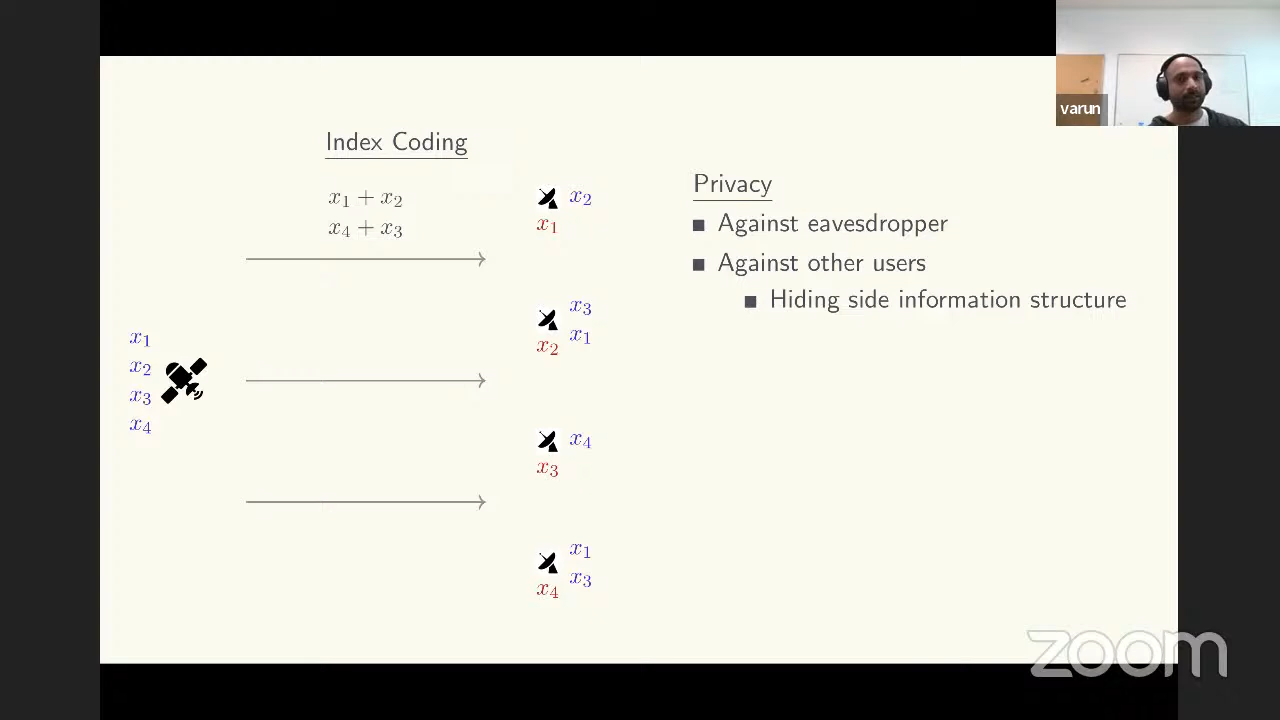 Index Coding
x₁ + x₂
x₄ + x₃
x₁
x₂
x₃
x₄
x₂
x₁
x₃
x₁
x₂
x₄
x₃
x₁
x₃
x₄
Privacy
Against eavesdropper
Against other users
Hiding side information structure
varun
zoom